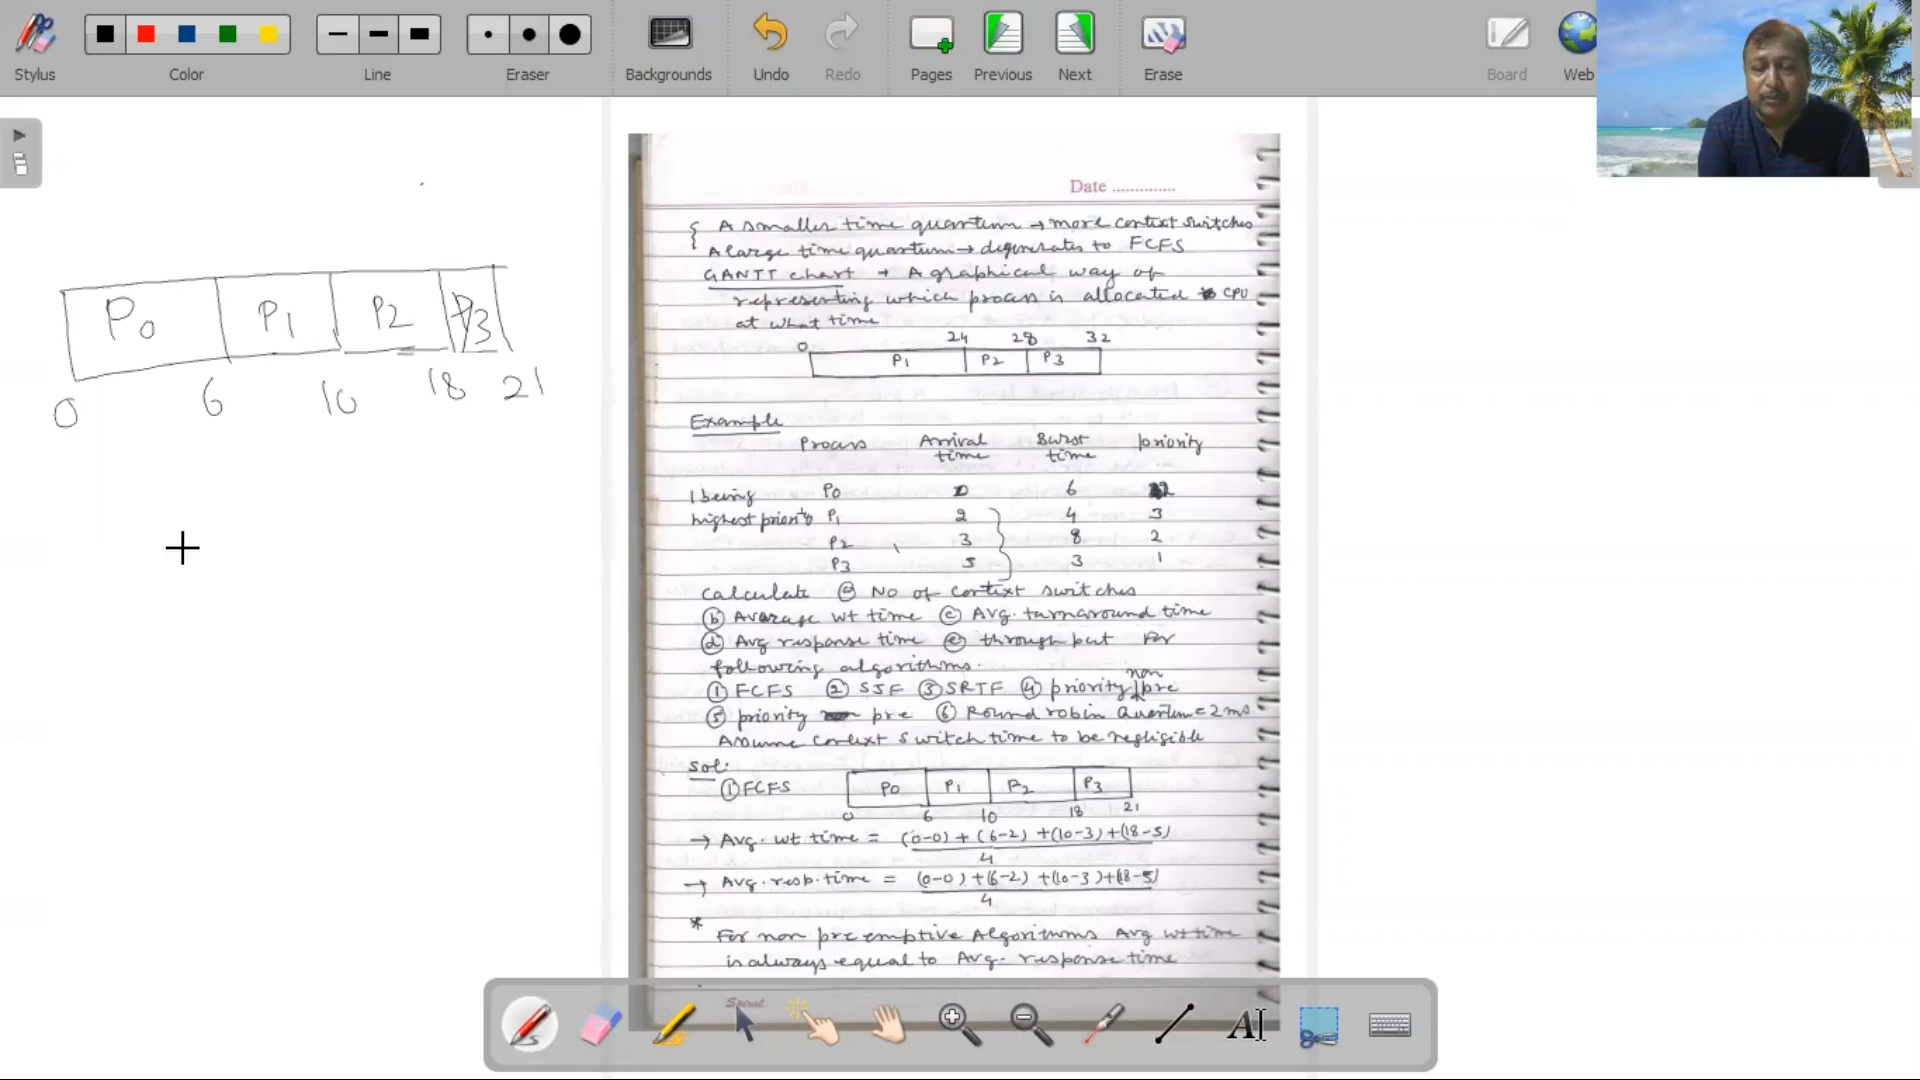 Stylus
Color
Line
Eraser
Backgrounds
Undo
Redo
Pages
Previous
Next
Erase
Board
Web
P0 P1 P2 P3
0 6 10 18 21
Date ..............
{ A smaller time quantum → more context switches
A large time quantum → degenerates to FCFS
GANTT chart → A graphical way of
representing which process is allocated to CPU
at what time
0 24 28 32
P1 P2 P3
Example
Process Arrival time Burst time priority
1 being P0 0 6 2
highest priority P1 2 4 3
P2 3 8 2
P3 5 3 1
Calculate ⓐ No of context switches
ⓑ Average wt time ⓒ Avg. turnaround time
ⓓ Avg response time ⓔ through put for
following algorithms.
① FCFS ② SJF ③ SRTF ④ priority non pre
⑤ priority pre ⑥ Round robin Quantum = 2ms
Assume context switch time to be negligible
Sol:
① FCFS P0 P1 P2 P3
0 6 10 18 21
→ Avg. wt time = (0-0) + (6-2) + (10-3) + (18-5)
4
→ Avg. resp. time = (0-0) + (6-2) + (10-3) + (18-5)
4
* For non preemptive Algorithms Avg wt time
is always equal to Avg. response time